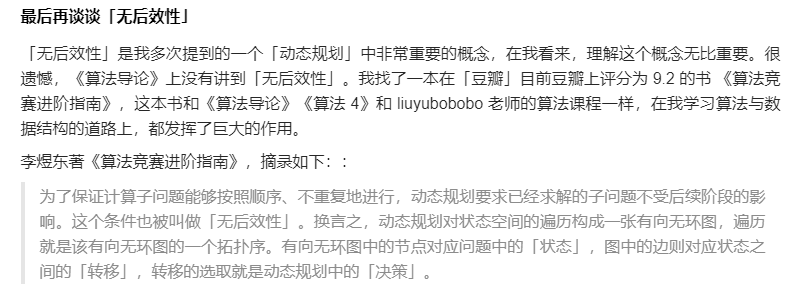 最后再谈谈「无后效性」
「无后效性」是我多次提到的一个「动态规划」中非常重要的概念，在我看来，理解这个概念无比重要。很
遗憾，《算法导论》上没有讲到「无后效性」。我找了一本在「豆瓣」目前豆瓣上评分为 9.2 的书 《算法竞
赛进阶指南》，这本书和《算法导论》《算法 4》和 liuyubobobo 老师的算法课程一样，在我学习算法与数
据结构的道路上，都发挥了巨大的作用。
李煜东著《算法竞赛进阶指南》，摘录如下：：
为了保证计算子问题能够按照顺序、不重复地进行，动态规划要求已经求解的子问题不受后续阶段的影
响。这个条件也被叫做「无后效性」。换言之，动态规划对状态空间的遍历构成一张有向无环图，遍历
就是该有向无环图的一个拓扑序。有向无环图中的节点对应问题中的「状态」，图中的边则对应状态之
间的「转移」，转移的选取就是动态规划中的「决策」。